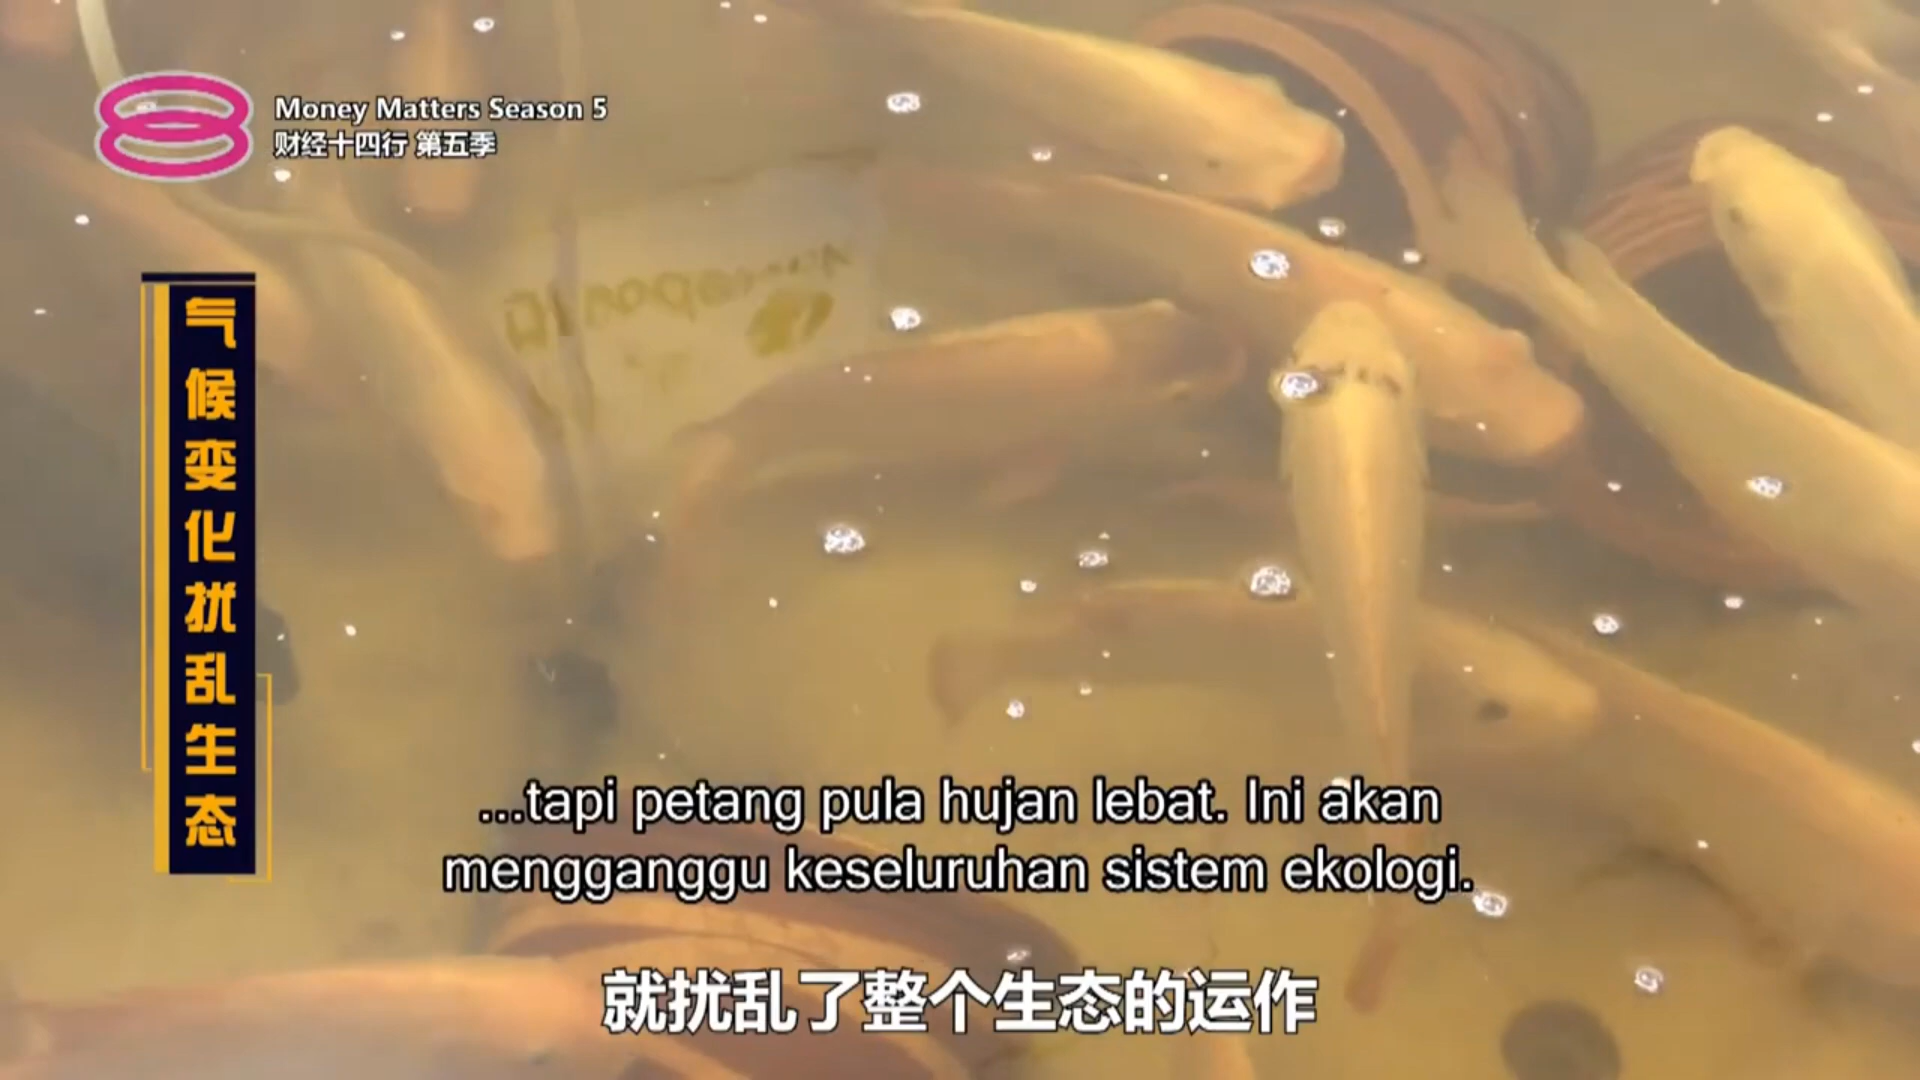 Money Matters Season 5
财经十四行 第五季
气候变化扰乱生态
...tapi petang pula hujan lebat. Ini akan
mengganggu keseluruhan sistem ekologi.
就扰乱了整个生态的运作